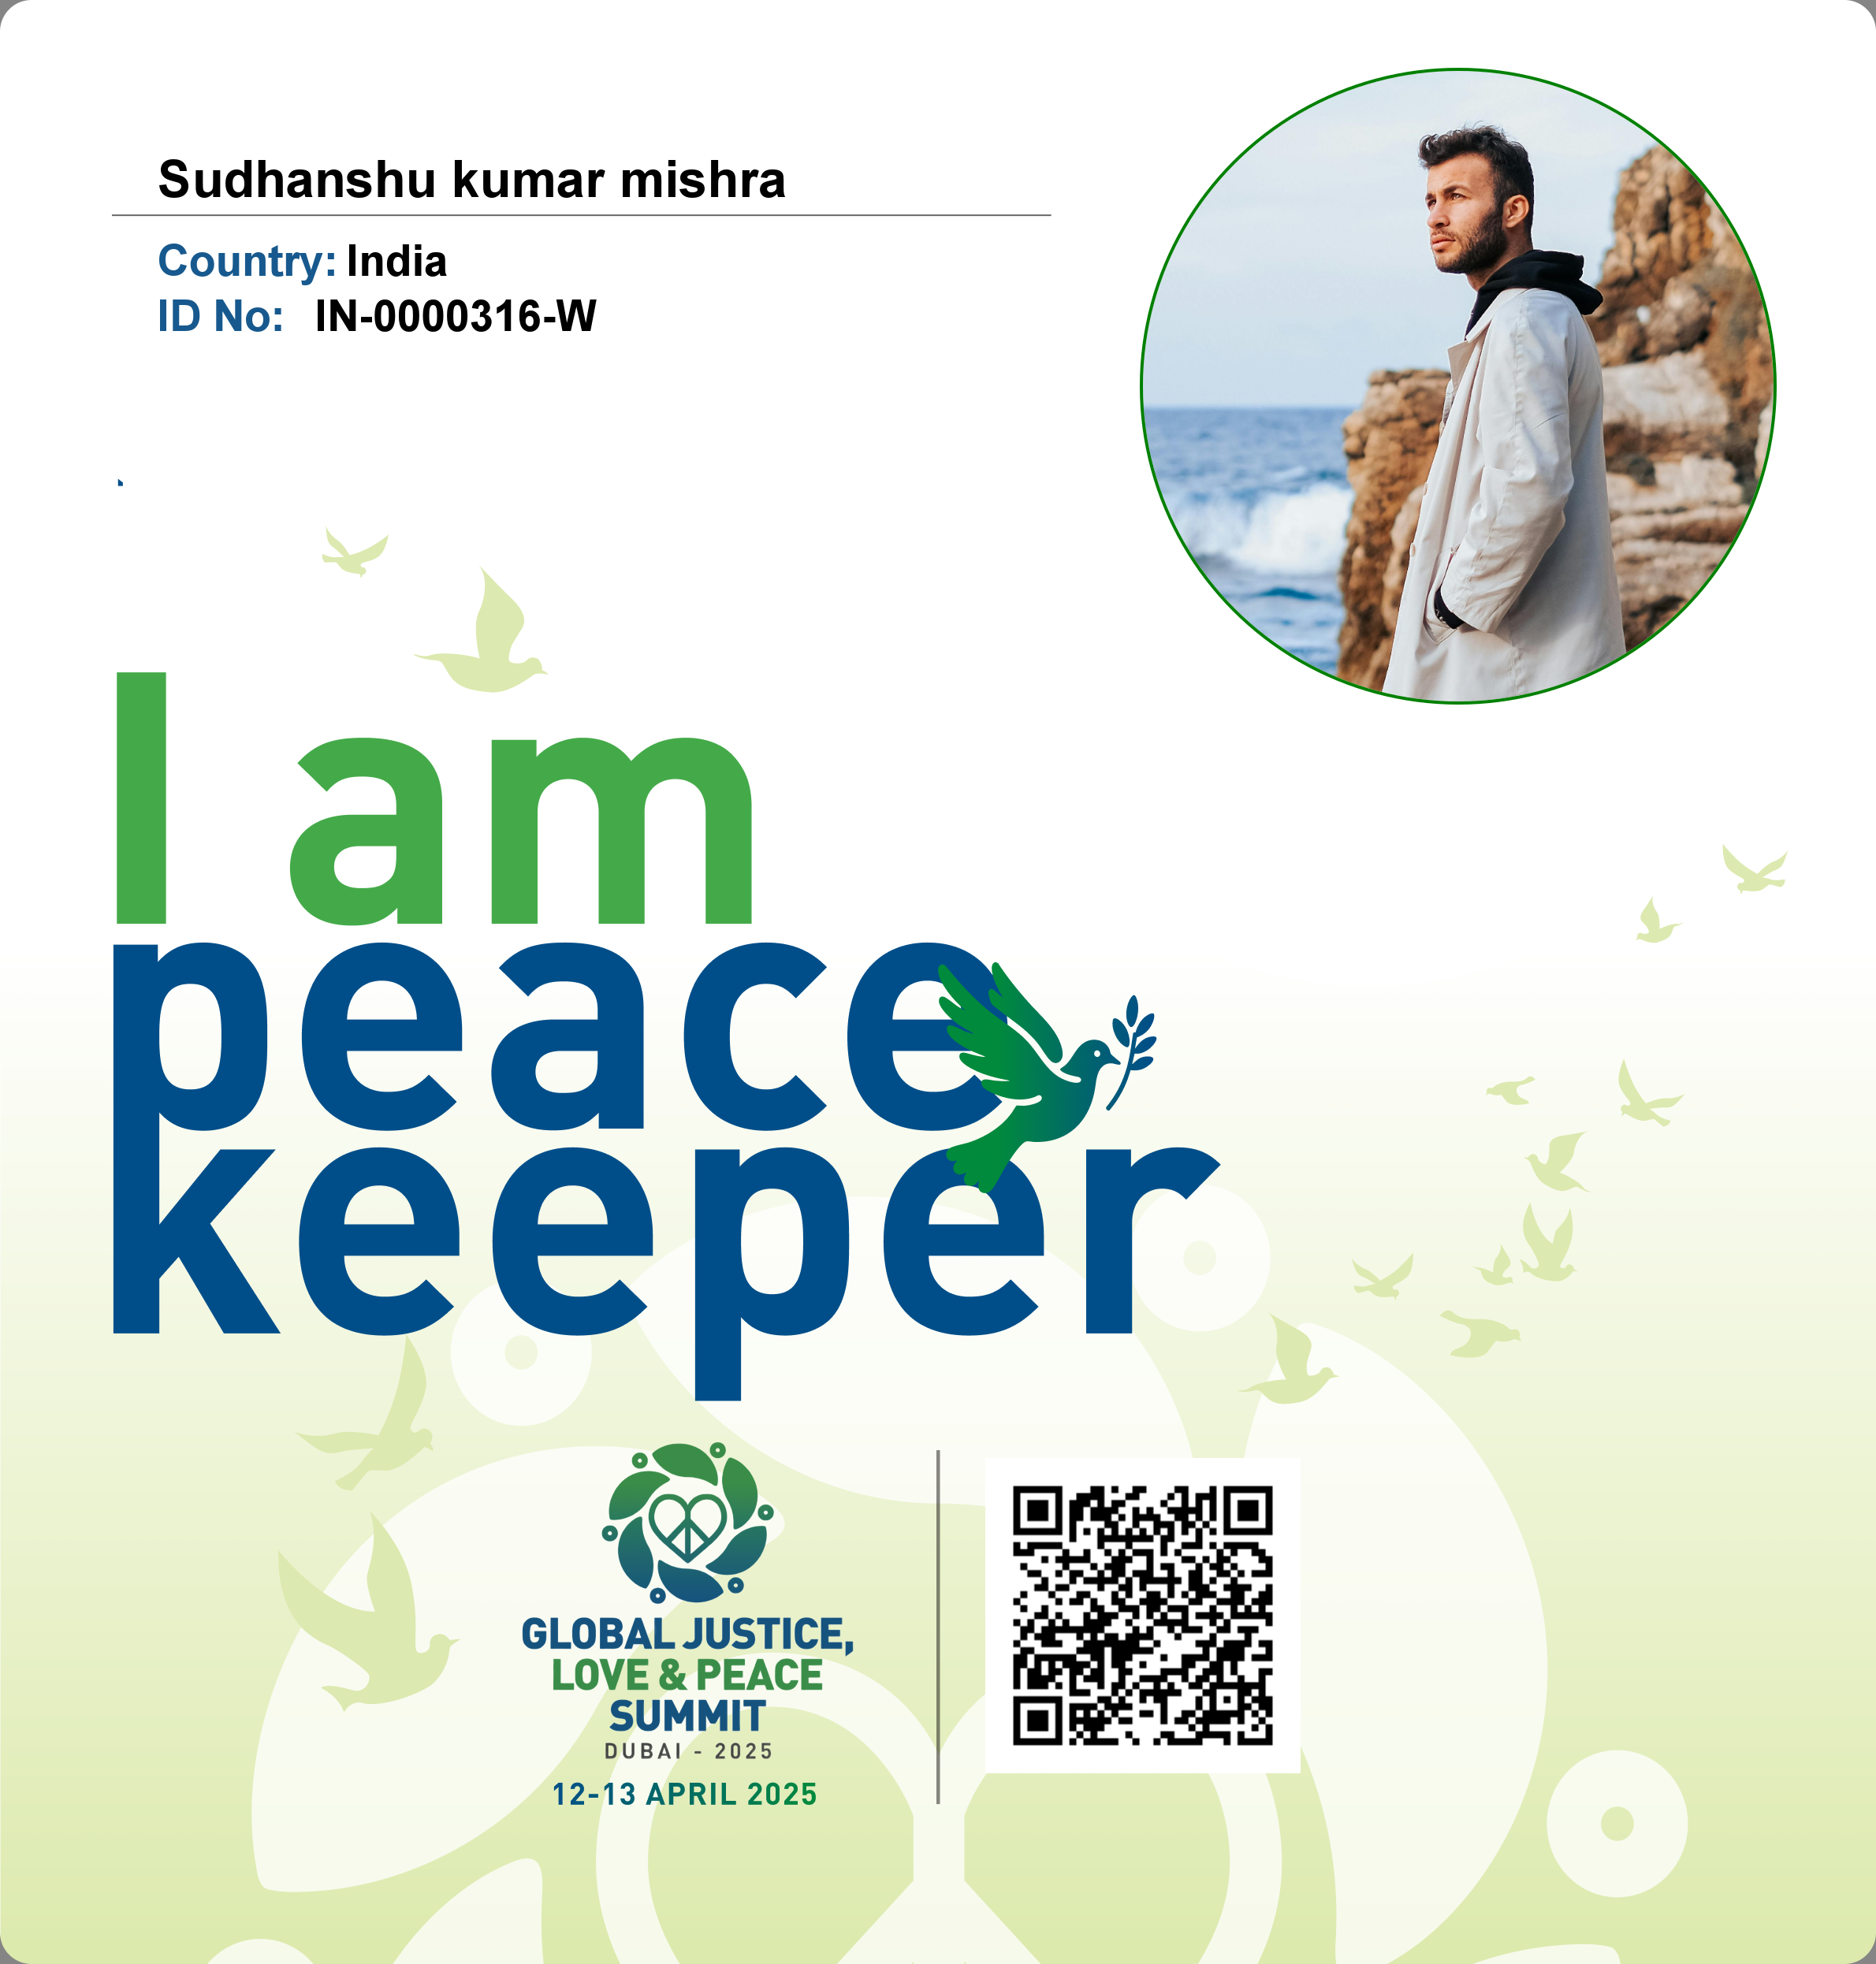 Sudhanshu kumar mishra
Country: India
ID No: IN-0000316-W
I am
peace
keeper
GLOBAL JUSTICE,
LOVE & PEACE
SUMMIT
DUBAI - 2025
12-13 APRIL 2025